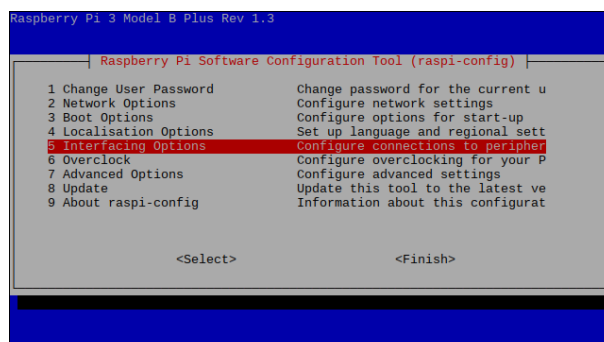 Raspberry Pi 3 Model B Plus Rev 1.3
Raspberry Pi Software Configuration Tool (raspi-config)
1 Change User Password Change password for the current u
2 Network Options Configure network settings
3 Boot Options Configure options for start-up
4 Localisation Options Set up language and regional sett
5 Interfacing Options Configure connections to peripher
6 Overclock Configure overclocking for your P
7 Advanced Options Configure advanced settings
8 Update Update this tool to the latest ve
9 About raspi-config Information about this configurat
<Select> <Finish>